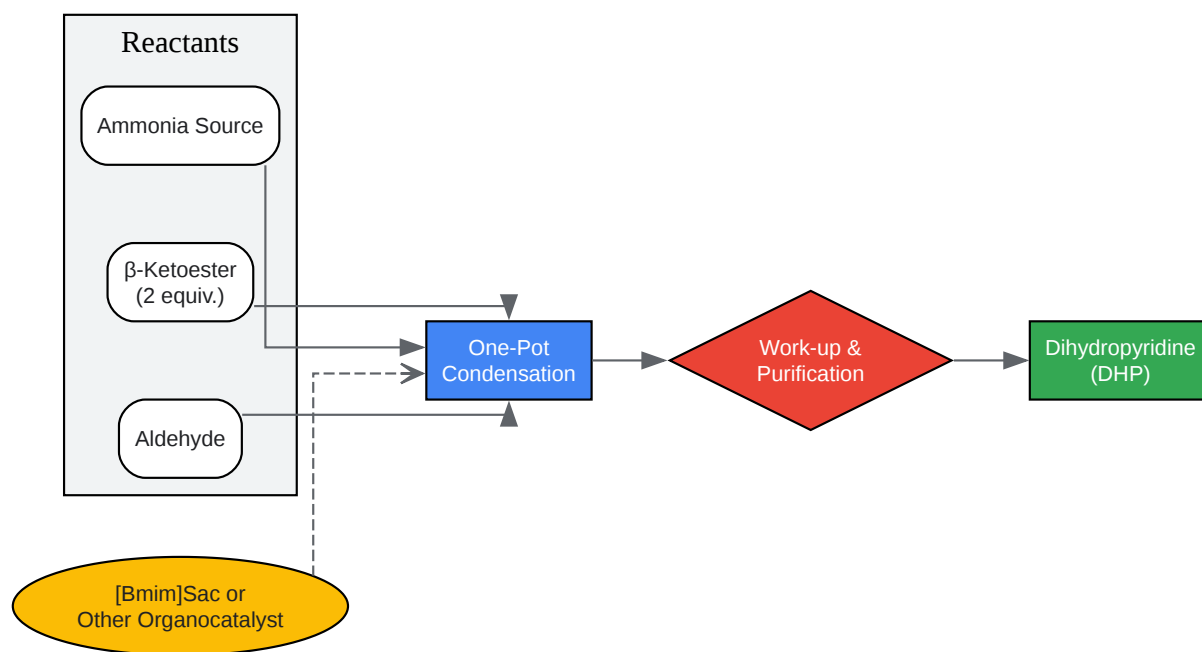 Reactants
Ammonia Source
β-Ketoester
(2 equiv.)
Aldehyde
[Bmim]Sac or
Other Organocatalyst
One-Pot
Condensation
Work-up &
Purification
Dihydropyridine
(DHP)